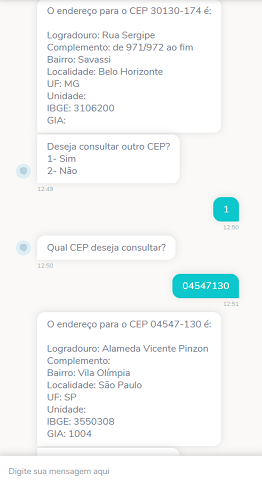 O endereço para o CEP 30130-174 é:
Logradouro: Rua Sergipe
Complemento: de 971/972 ao fim
Bairro: Savassi
Localidade: Belo Horizonte
UF: MG
Unidade:
IBGE: 3106200
GIA:
Deseja consultar outro CEP?
1- Sim
2- Não
12:49
1
12:50
Qual CEP deseja consultar?
12:50
04547130
12:51
O endereço para o CEP 04547-130 é:
Logradouro: Alameda Vicente Pinzon
Complemento:
Bairro: Vila Olímpia
Localidade: São Paulo
UF: SP
Unidade:
IBGE: 3550308
GIA: 1004
Digite sua mensagem aqui